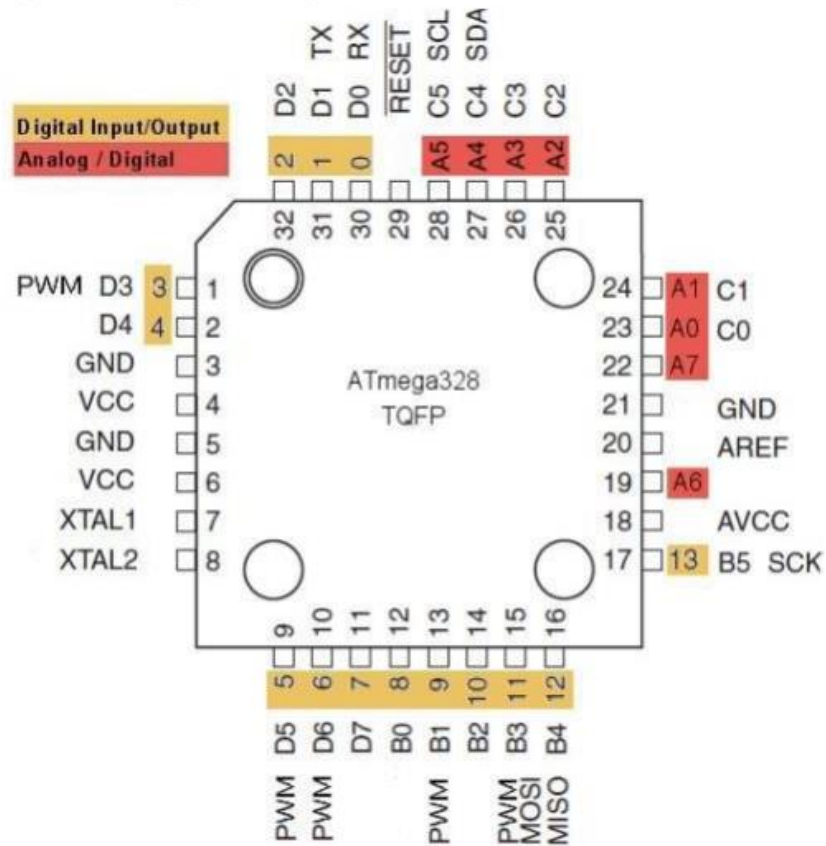 Digital Input/Output
Analog / Digital
D2
D1 TX
D0 RX
RESET
C5 SCL
C4 SDA
C3
C2
2
1
0
A5
A4
A3
A2
32
31
30
29
28
27
26
25
PWM D3 3 1
D4 4 2
GND 3
VCC 4
GND 5
VCC 6
XTAL1 7
XTAL2 8
ATmega328
TQFP
24 A1 C1
23 A0 C0
22 A7
21 GND
20 AREF
19 A6
18 AVCC
17 13 B5 SCK
9
10
11
12
13
14
15
16
5
6
7
8
9
10
11
12
PWM D5
PWM D6
D7
B0
PWM B1
B2
PWM B3
MOSI
MISO B4